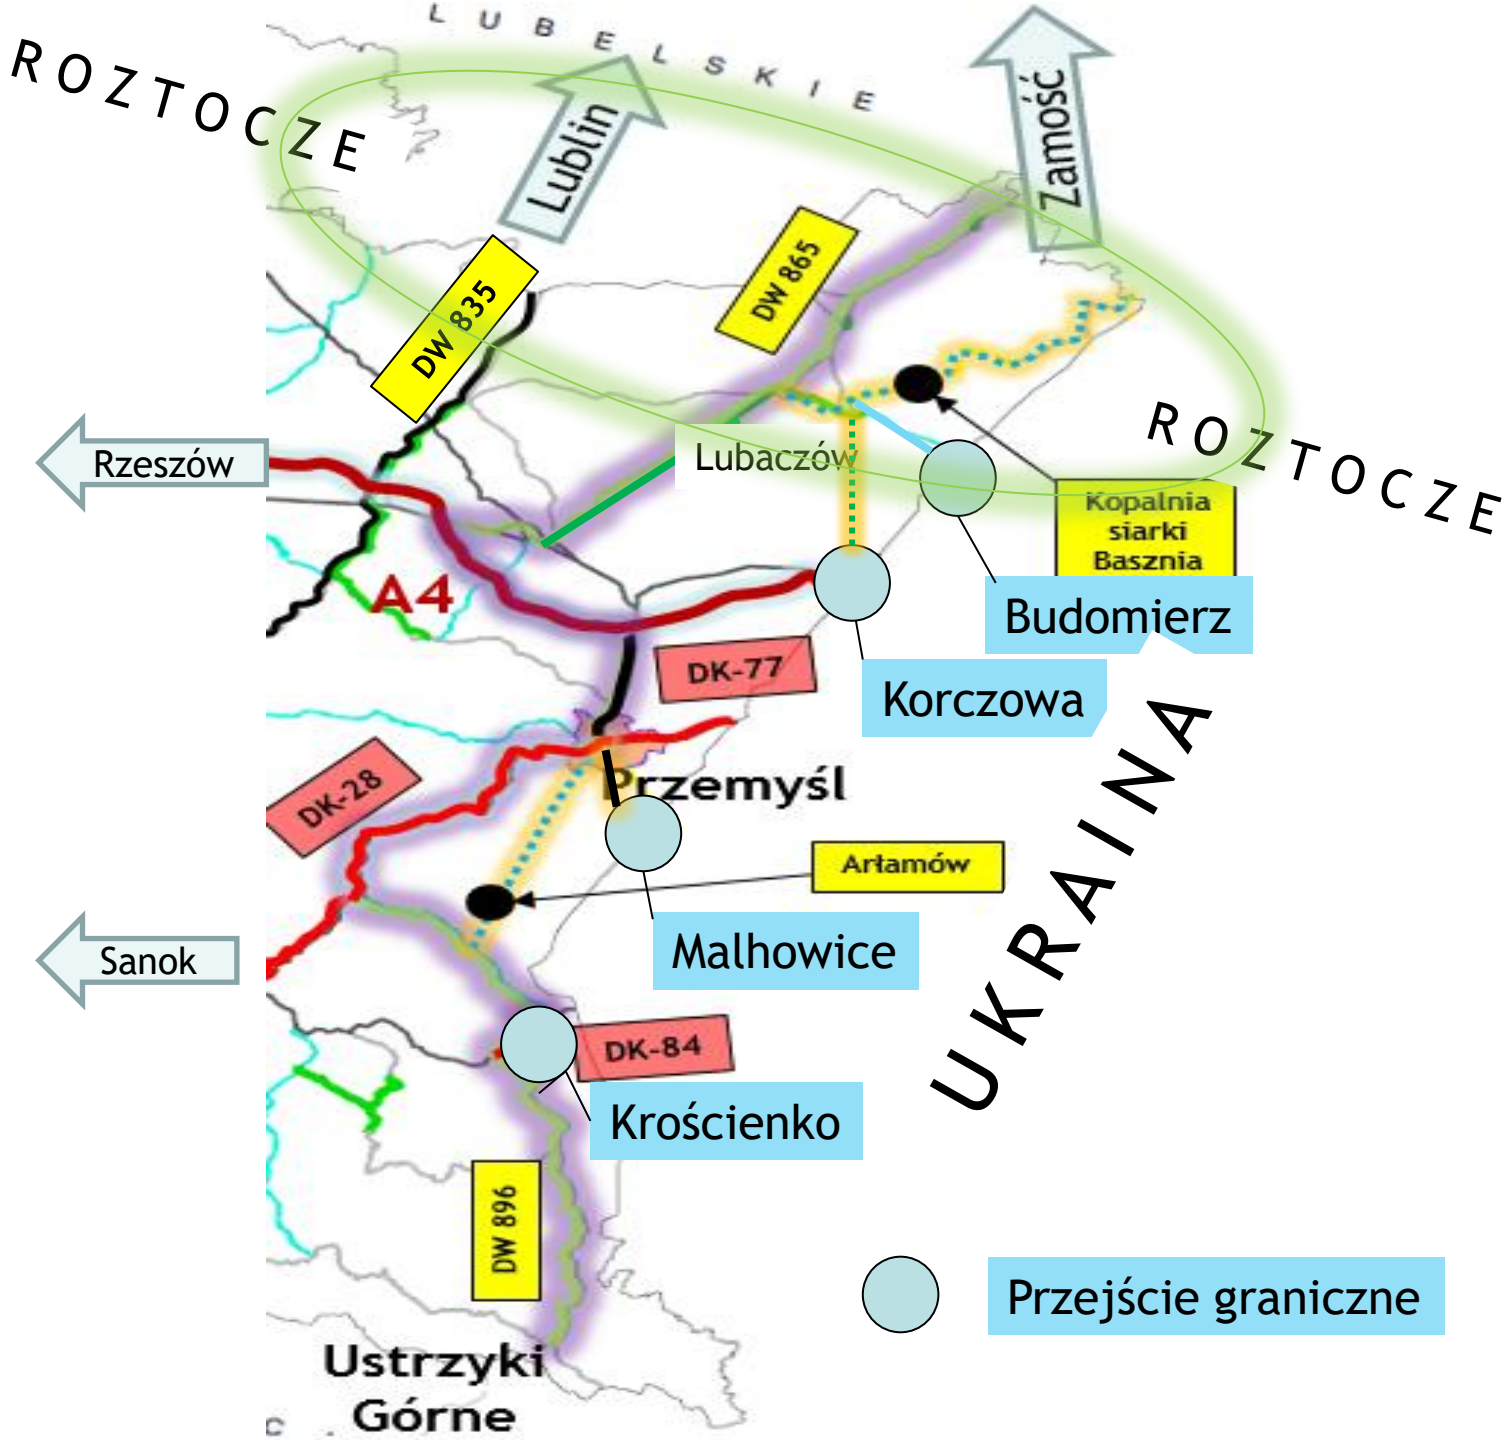 LUBELSKIE
ROZTOCZE
Lublin
Zamość
DW 865
DW 835
Rzeszów
Lubaczów
ROZTOCZE
Kopalnia
siarki
Basznia
A4
Budomierz
DK-77
Korczowa
DK-28
Przemyśl
Arłamów
UKRAINA
Sanok
Malhowice
DK-84
Krościenko
DW 896
Przejście graniczne
Ustrzyki
Górne